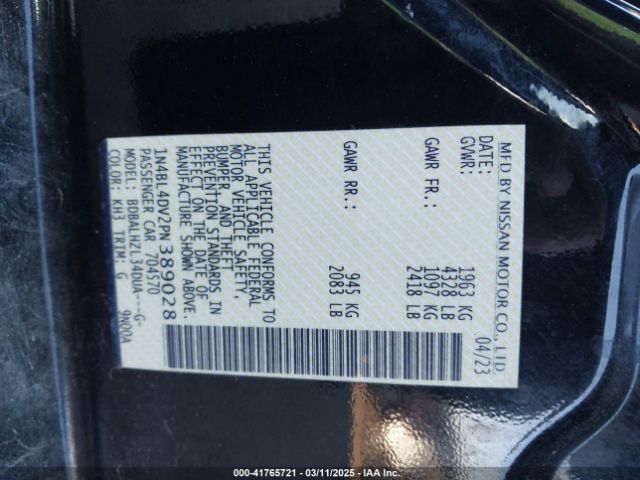 MFD BY NISSAN MOTOR CO., LTD
DATE: 04/23
GVWR: 1963 KG
4328 LB
GAWR FR.: 1097 KG
2418 LB
GAWR RR.: 945 KG
2083 LB
THIS VEHICLE CONFORMS TO
ALL APPLICABLE FEDERAL
MOTOR VEHICLE SAFETY,
BUMPER, AND THEFT
PREVENTION STANDARDS IN
EFFECT ON THE DATE OF
MANUFACTURE SHOWN ABOVE.
1N4BL4DV2PN389028
PASSENGER CAR 704570
MODEL: BDBALHZL34DUA---G-
COLOR: KH3 TRIM: G 9N00A
000-41765721 - 03/11/2025 - IAA Inc.